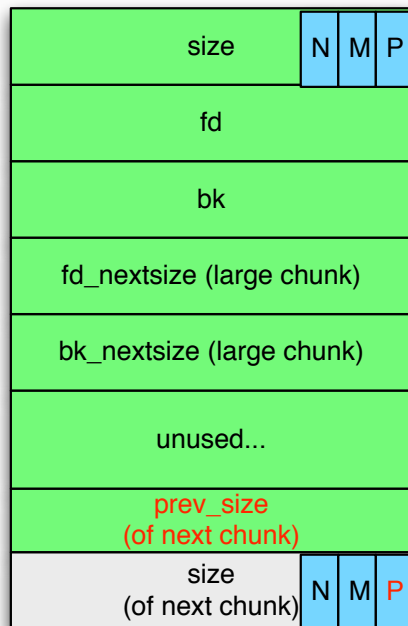 size N M P
fd
bk
fd_nextsize (large chunk)
bk_nextsize (large chunk)
unused...
prev_size
(of next chunk)
size
(of next chunk) N M P